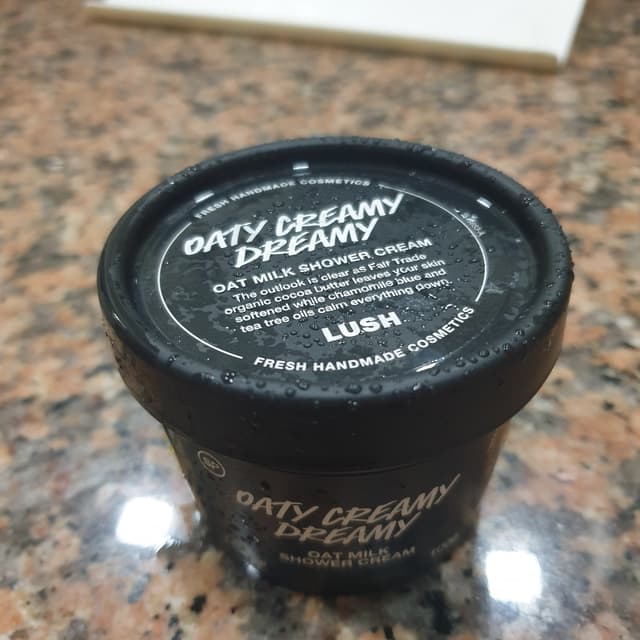 FRESH HANDMADE COSMETICS
OATY CREAMY
DREAMY
OAT MILK SHOWER CREAM
The outlook is clear as Fair Trade
organic cocoa butter leaves your skin
softened while chamomile blue and
tea tree oils calm everything down
LUSH
FRESH HANDMADE COSMETICS
SF
OATY CREAMY
DREAMY
OAT MILK
SHOWER CREAM